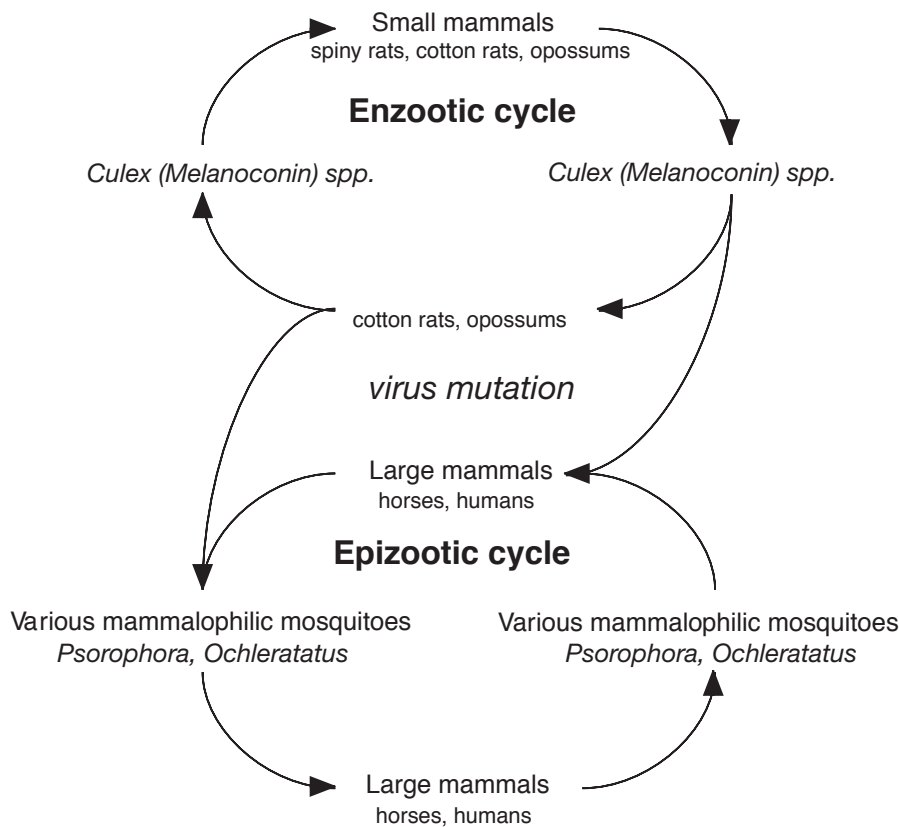 Small mammals
spiny rats, cotton rats, opossums
Enzootic cycle
Culex (Melanoconin) spp.
Culex (Melanoconin) spp.
cotton rats, opossums
virus mutation
Large mammals
horses, humans
Epizootic cycle
Various mammalophilic mosquitoes
Psorophora, Ochleratatus
Various mammalophilic mosquitoes
Psorophora, Ochleratatus
Large mammals
horses, humans